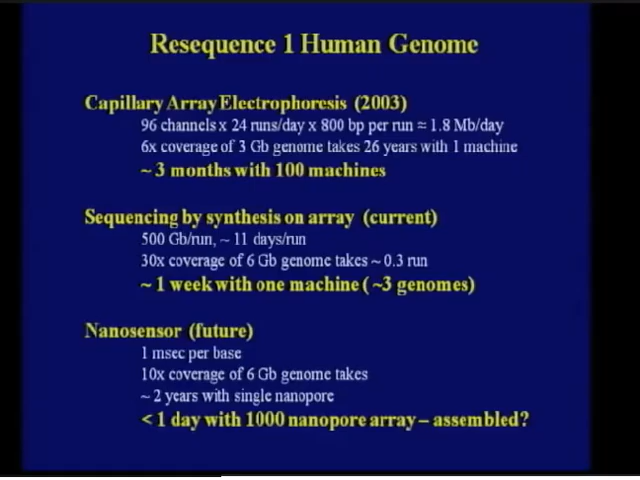 Resequence 1 Human Genome
Capillary Array Electrophoresis (2003)
96 channels x 24 runs/day x 800 bp per run ≈ 1.8 Mb/day
6x coverage of 3 Gb genome takes 26 years with 1 machine
~ 3 months with 100 machines
Sequencing by synthesis on array (current)
500 Gb/run, ~ 11 days/run
30x coverage of 6 Gb genome takes ~ 0.3 run
~ 1 week with one machine ( ~3 genomes)
Nanosensor (future)
1 msec per base
10x coverage of 6 Gb genome takes
~ 2 years with single nanopore
< 1 day with 1000 nanopore array – assembled?